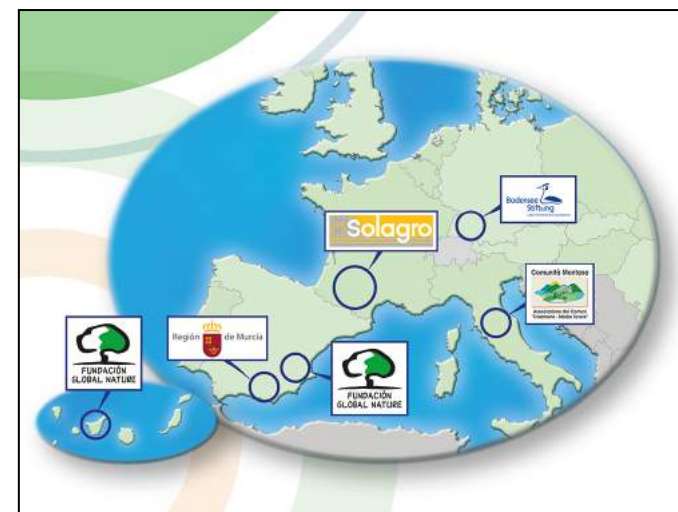 Bodensee
Stiftung
Solagro
Comunità Montana
Región de Murcia
FUNDACIÓN
GLOBAL NATURE
FUNDACIÓN
GLOBAL NATURE